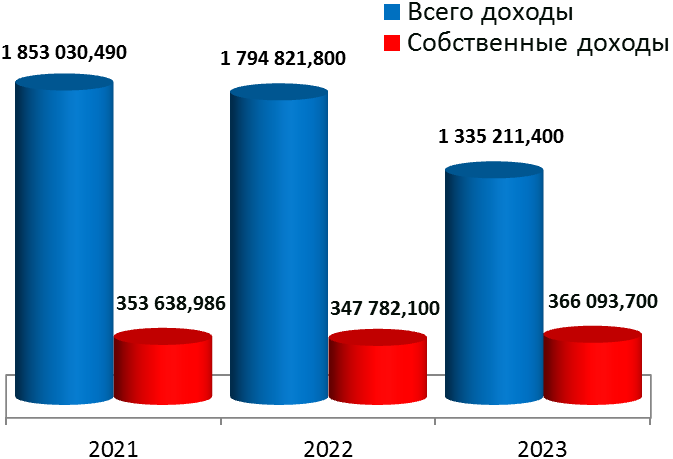 Всего доходы
Собственные доходы
1 853 030,490
1 794 821,800
1 335 211,400
353 638,986
347 782,100
366 093,700
2021
2022
2023